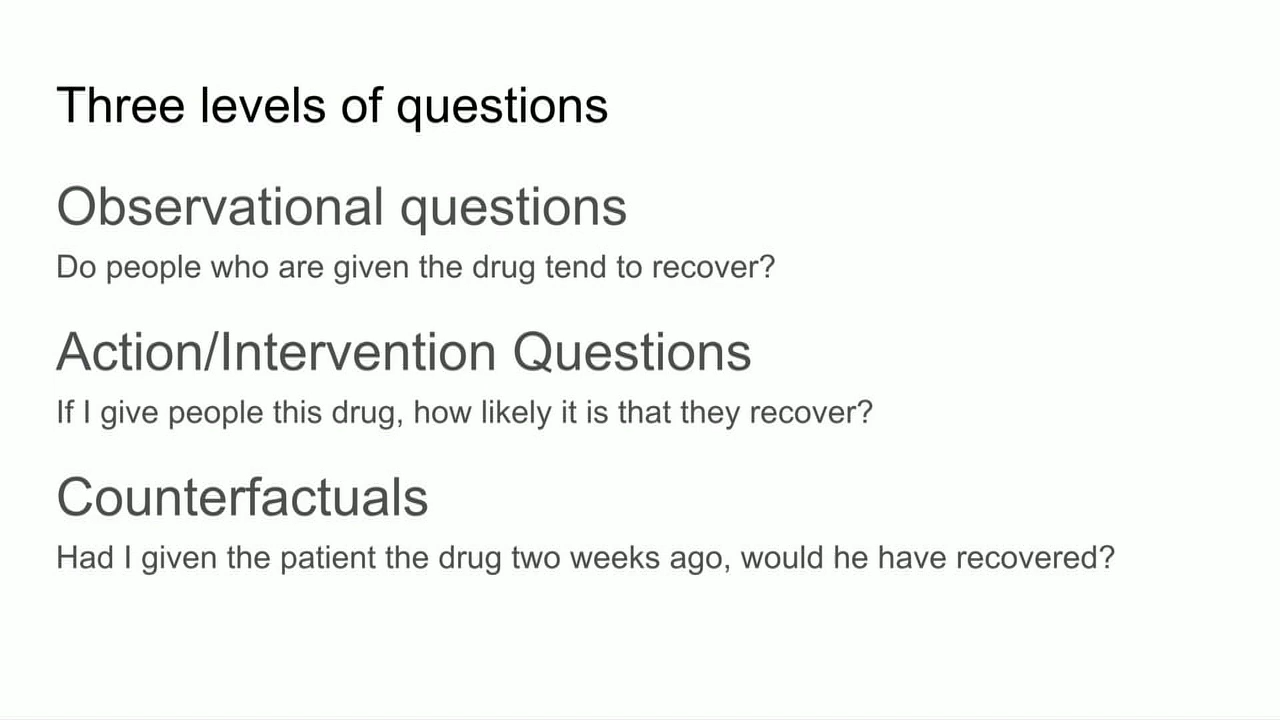 Three levels of questions
Observational questions
Do people who are given the drug tend to recover?
Action/Intervention Questions
If I give people this drug, how likely it is that they recover?
Counterfactuals
Had I given the patient the drug two weeks ago, would he have recovered?